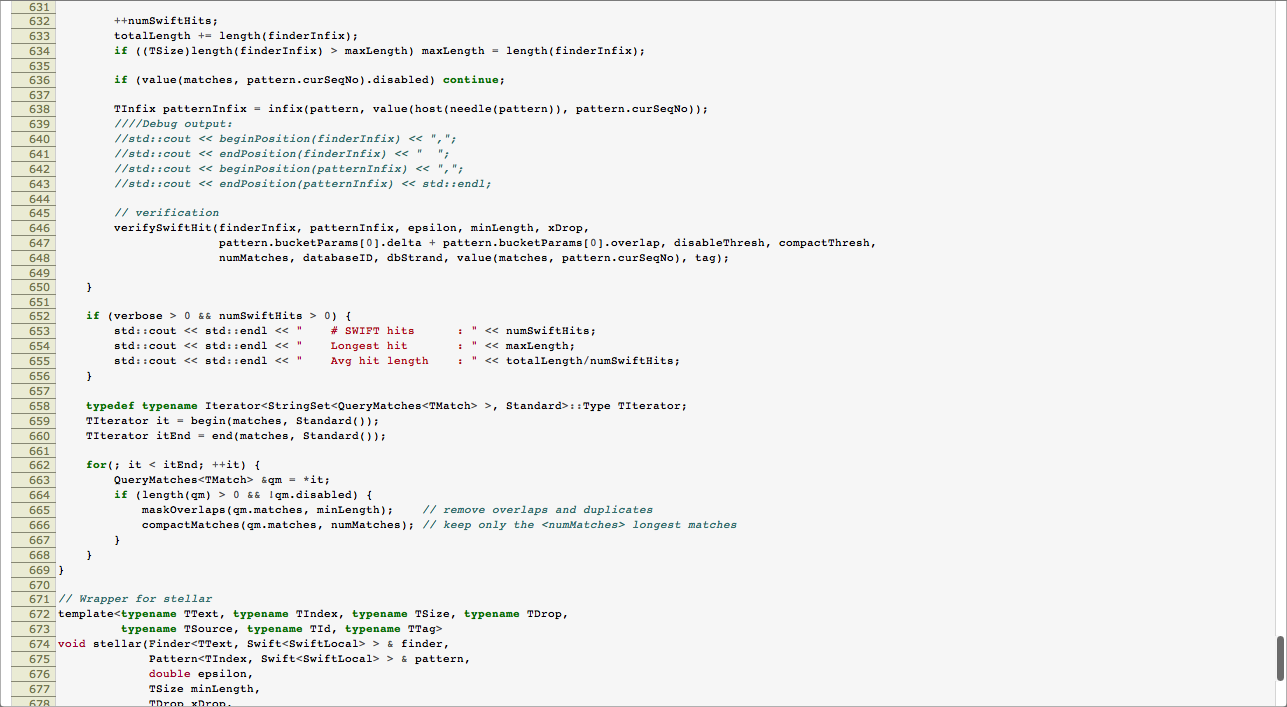 631
632         ++numSwiftHits;
633         totalLength += length(finderInfix);
634         if ((TSize)length(finderInfix) > maxLength) maxLength = length(finderInfix);
635
636         if (value(matches, pattern.curSeqNo).disabled) continue;
637
638         TInfix patternInfix = infix(pattern, value(host(needle(pattern)), pattern.curSeqNo));
639         ////Debug output:
640         //std::cout << beginPosition(finderInfix) << ",";
641         //std::cout << endPosition(finderInfix) << "  ";
642         //std::cout << beginPosition(patternInfix) << ",";
643         //std::cout << endPosition(patternInfix) << std::endl;
644
645         // verification
646         verifySwiftHit(finderInfix, patternInfix, epsilon, minLength, xDrop,
647                        pattern.bucketParams[0].delta + pattern.bucketParams[0].overlap, disableThresh, compactThresh,
648                        numMatches, databaseID, dbStrand, value(matches, pattern.curSeqNo), tag);
649
650     }
651
652     if (verbose > 0 && numSwiftHits > 0) {
653         std::cout << std::endl << "    # SWIFT hits      : " << numSwiftHits;
654         std::cout << std::endl << "    Longest hit       : " << maxLength;
655         std::cout << std::endl << "    Avg hit length    : " << totalLength/numSwiftHits;
656     }
657
658     typedef typename Iterator<StringSet<QueryMatches<TMatch> >, Standard>::Type TIterator;
659     TIterator it = begin(matches, Standard());
660     TIterator itEnd = end(matches, Standard());
661
662     for(; it < itEnd; ++it) {
663         QueryMatches<TMatch> &qm = *it;
664         if (length(qm) > 0 && !qm.disabled) {
665             maskOverlaps(qm.matches, minLength);    // remove overlaps and duplicates
666             compactMatches(qm.matches, numMatches); // keep only the <numMatches> longest matches
667         }
668     }
669 }
670
671 // Wrapper for stellar
672 template<typename TText, typename TIndex, typename TSize, typename TDrop,
673          typename TSource, typename TId, typename TTag>
674 void stellar(Finder<TText, Swift<SwiftLocal> > & finder,
675              Pattern<TIndex, Swift<SwiftLocal> > & pattern,
676              double epsilon,
677              TSize minLength,
678              TDrop xDrop,